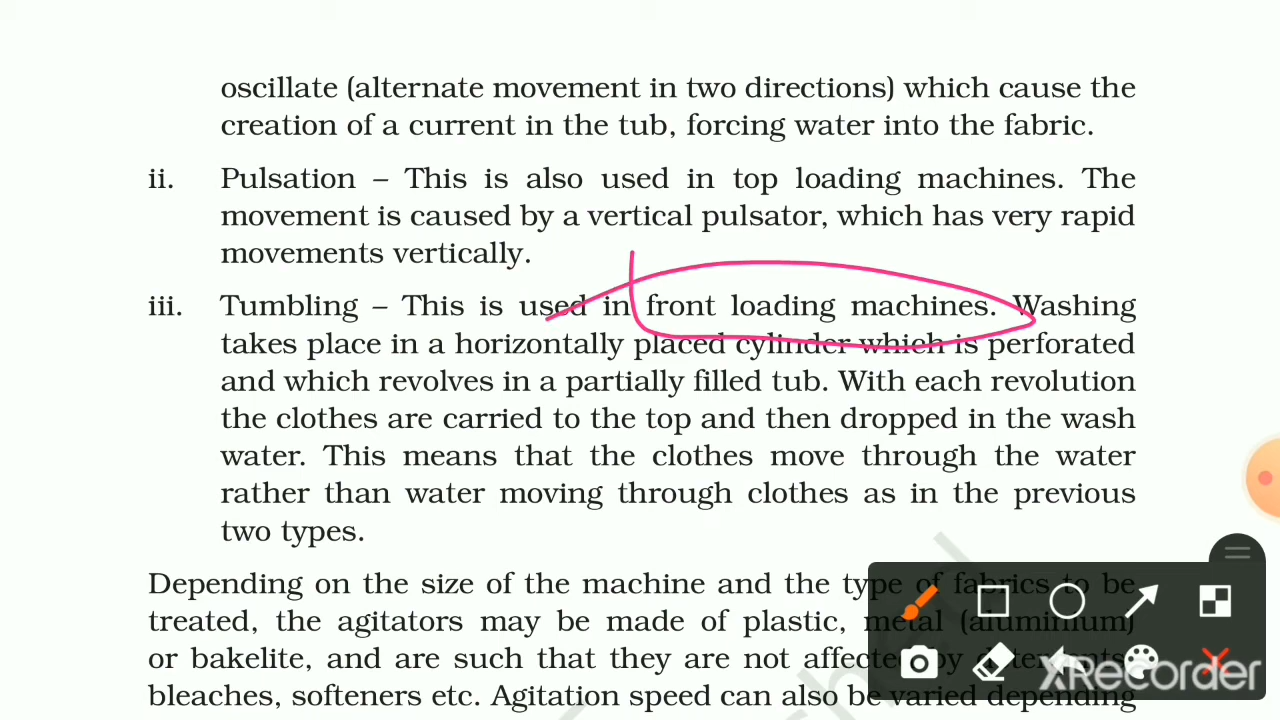 oscillate (alternate movement in two directions) which cause the
creation of a current in the tub, forcing water into the fabric.
ii. Pulsation – This is also used in top loading machines. The
movement is caused by a vertical pulsator, which has very rapid
movements vertically.
iii. Tumbling – This is used in front loading machines. Washing
takes place in a horizontally placed cylinder which is perforated
and which revolves in a partially filled tub. With each revolution
the clothes are carried to the top and then dropped in the wash
water. This means that the clothes move through the water
rather than water moving through clothes as in the previous
two types.
Depending on the size of the machine and the type of fabrics to be
treated, the agitators may be made of plastic, metal (aluminium)
or bakelite, and are such that they are not affected by detergents,
bleaches, softeners etc. Agitation speed can also be varied depending
XRecorder